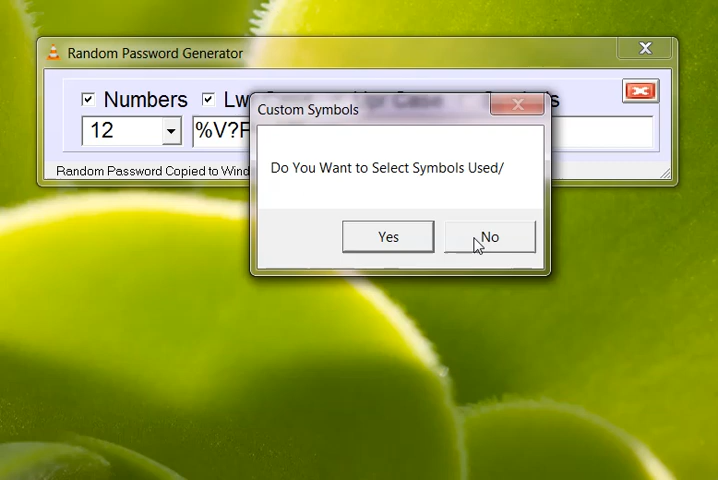 Random Password Generator
Numbers
Custom Symbols
12
%V?
Do You Want to Select Symbols Used/
Random Password Copied to Wind
Yes
No